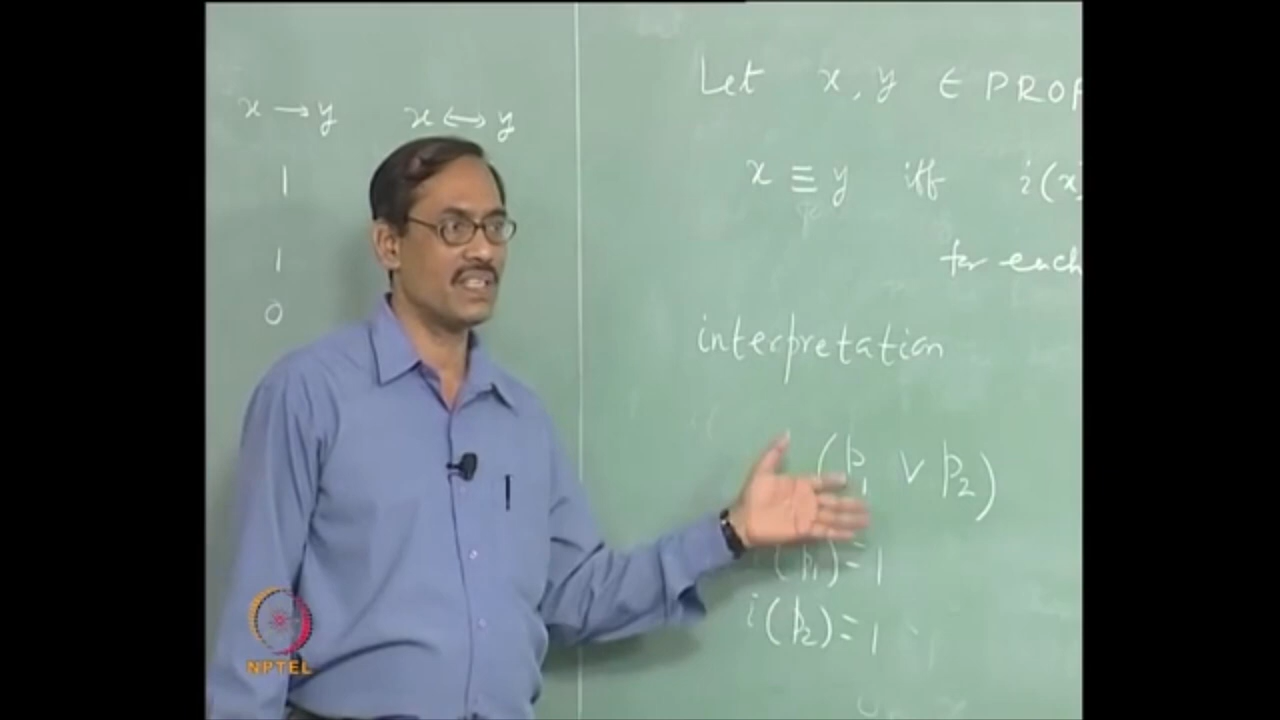 x → y x ↔ y
1
1
0
Let x, y ∈ PROP
x ≡ y iff i(x)
for each
interpretation
(p₁ ∨ p₂)
i(p₁) = 1
i(p₂) = 1
NPTEL